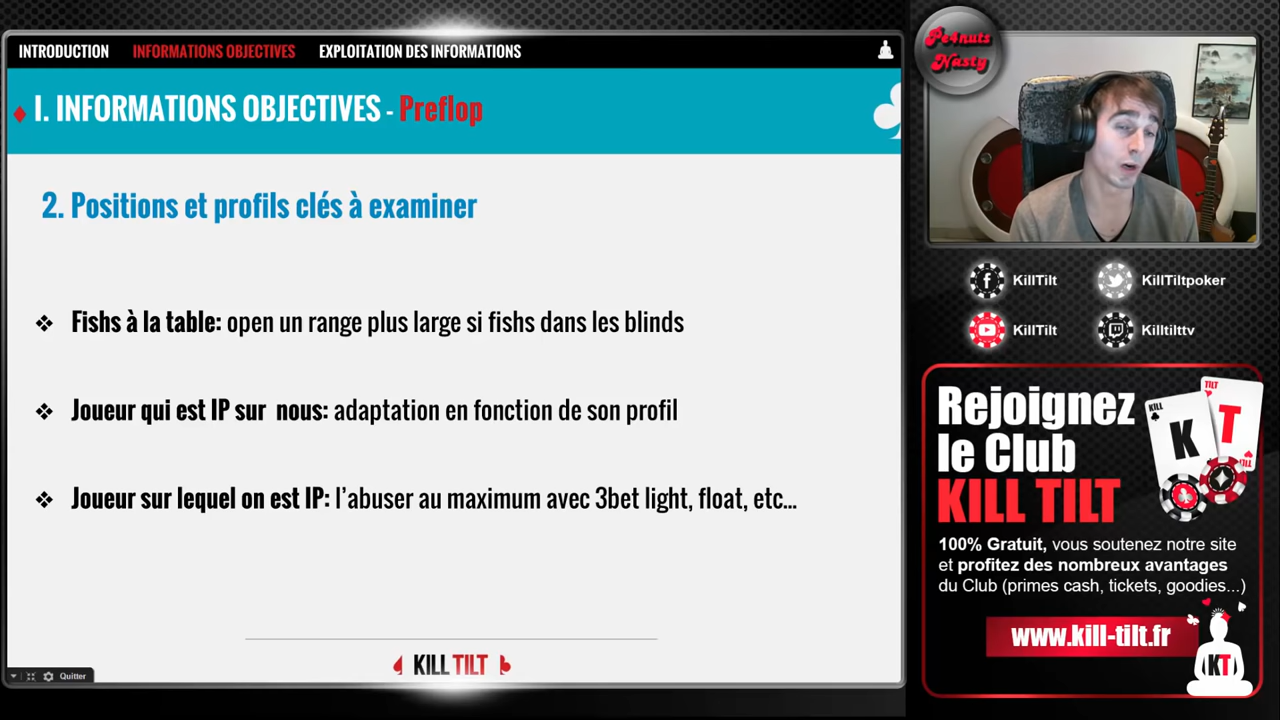 INTRODUCTION INFORMATIONS OBJECTIVES EXPLOITATION DES INFORMATIONS
I. INFORMATIONS OBJECTIVES - Preflop
2. Positions et profils clés à examiner
Fishs à la table: open un range plus large si fishs dans les blinds
Joueur qui est IP sur nous: adaptation en fonction de son profil
Joueur sur lequel on est IP: l’abuser au maximum avec 3bet light, float, etc...
KILL TILT
Quitter
Pe4nuts
Nasty
KillTilt
KillTiltpoker
KillTilt
Killtilttv
Rejoignez
le Club
KILL TILT
KILL
K
TILT
T
TILT
100% Gratuit, vous soutenez notre site
et profitez des nombreux avantages
du Club (primes cash, tickets, goodies...)
www.kill-tilt.fr
KT